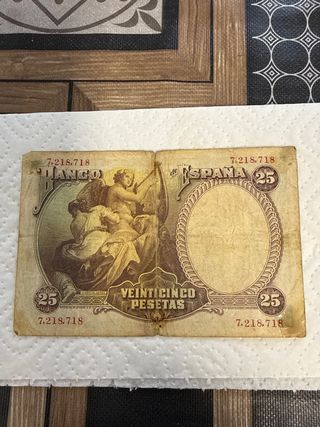 7,218,718 7,218,718
BANCO DE ESPAÑA 25
25 VEINTICINCO 25
PESETAS
7,218,718 7,218,718